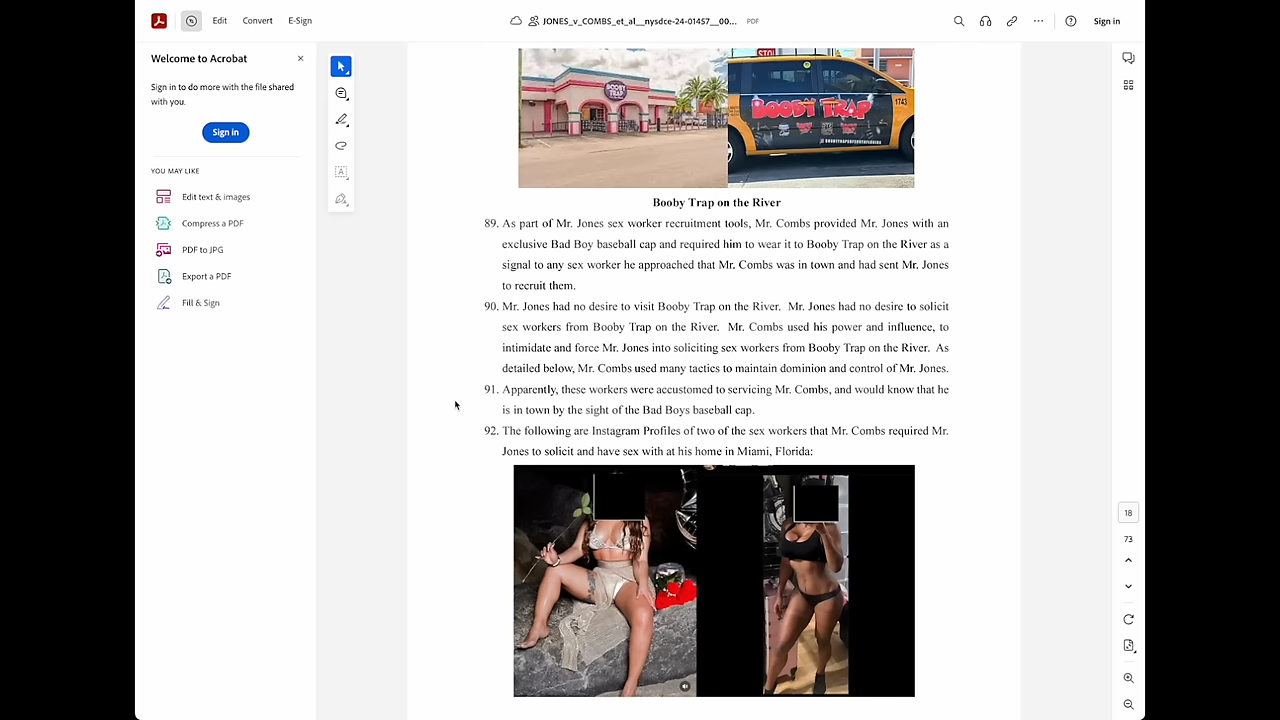 Edit
Convert
E-Sign
JONES_v_COMBS_et_al__nysdce-24-01457__00...
PDF
Sign in
Welcome to Acrobat
Sign in to do more with the file shared
with you.
Sign in
YOU MAY LIKE
Edit text & images
Compress a PDF
PDF to JPG
Export a PDF
Fill & Sign
STOP
BOOBY
TRAP
BOOBY TRAP
1743
Booby Trap on the River
89. As part of Mr. Jones sex worker recruitment tools, Mr. Combs provided Mr. Jones with an
exclusive Bad Boy baseball cap and required him to wear it to Booby Trap on the River as a
signal to any sex worker he approached that Mr. Combs was in town and had sent Mr. Jones
to recruit them.
90. Mr. Jones had no desire to visit Booby Trap on the River. Mr. Jones had no desire to solicit
sex workers from Booby Trap on the River. Mr. Combs used his power and influence, to
intimidate and force Mr. Jones into soliciting sex workers from Booby Trap on the River. As
detailed below, Mr. Combs used many tactics to maintain dominion and control of Mr. Jones.
91. Apparently, these workers were accustomed to servicing Mr. Combs, and would know that he
is in town by the sight of the Bad Boys baseball cap.
92. The following are Instagram Profiles of two of the sex workers that Mr. Combs required Mr.
Jones to solicit and have sex with at his home in Miami, Florida:
18
73